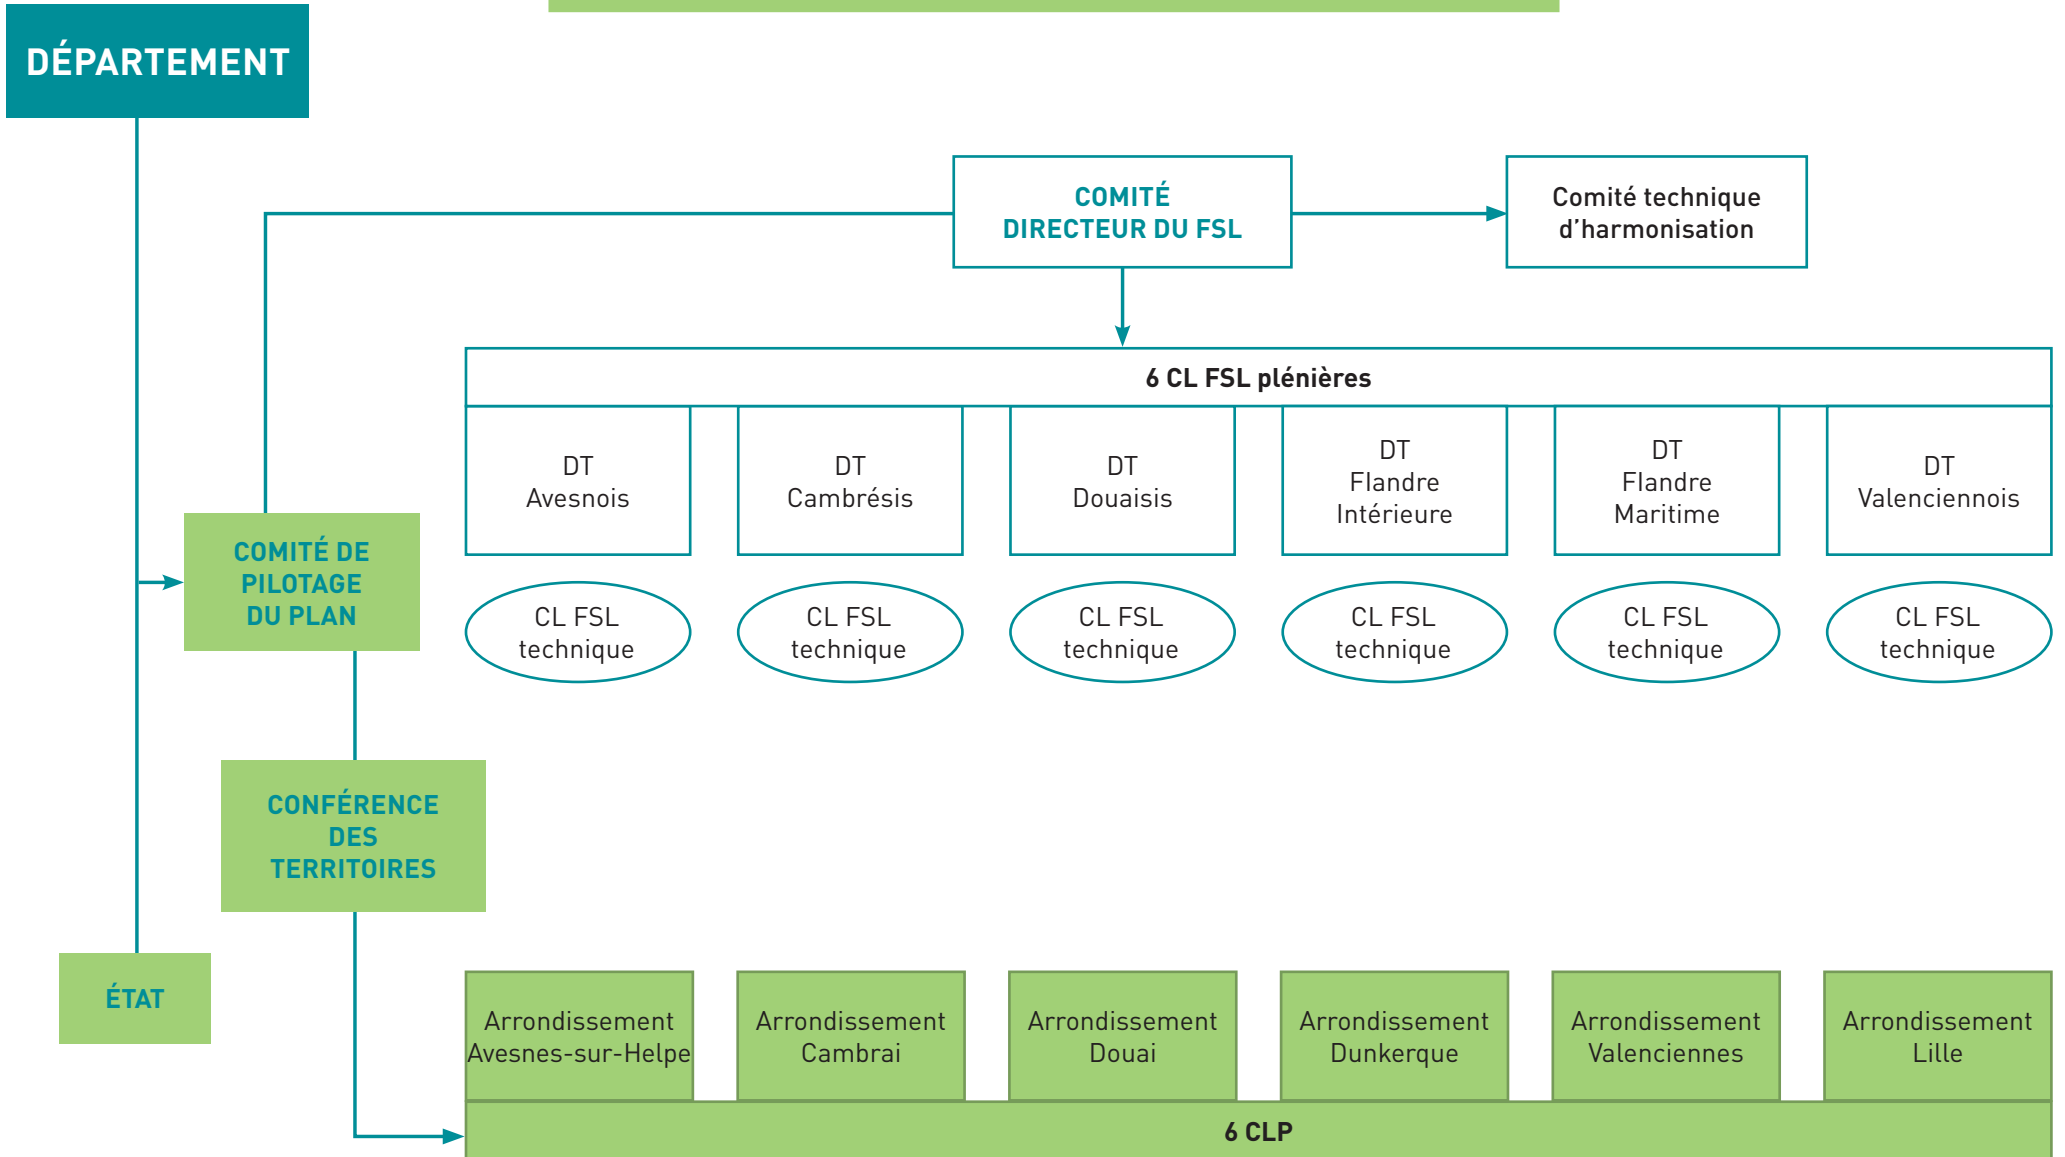 DÉPARTEMENT
COMITÉ
DIRECTEUR DU FSL
Comité technique
d’harmonisation
6 CL FSL plénières
DT
Avesnois
DT
Cambrésis
DT
Douaisis
DT
Flandre
Intérieure
DT
Flandre
Maritime
DT
Valenciennois
COMITÉ DE
PILOTAGE
DU PLAN
CL FSL
technique
CL FSL
technique
CL FSL
technique
CL FSL
technique
CL FSL
technique
CL FSL
technique
CONFÉRENCE
DES
TERRITOIRES
ÉTAT
Arrondissement
Avesnes-sur-Helpe
Arrondissement
Cambrai
Arrondissement
Douai
Arrondissement
Dunkerque
Arrondissement
Valenciennes
Arrondissement
Lille
6 CLP